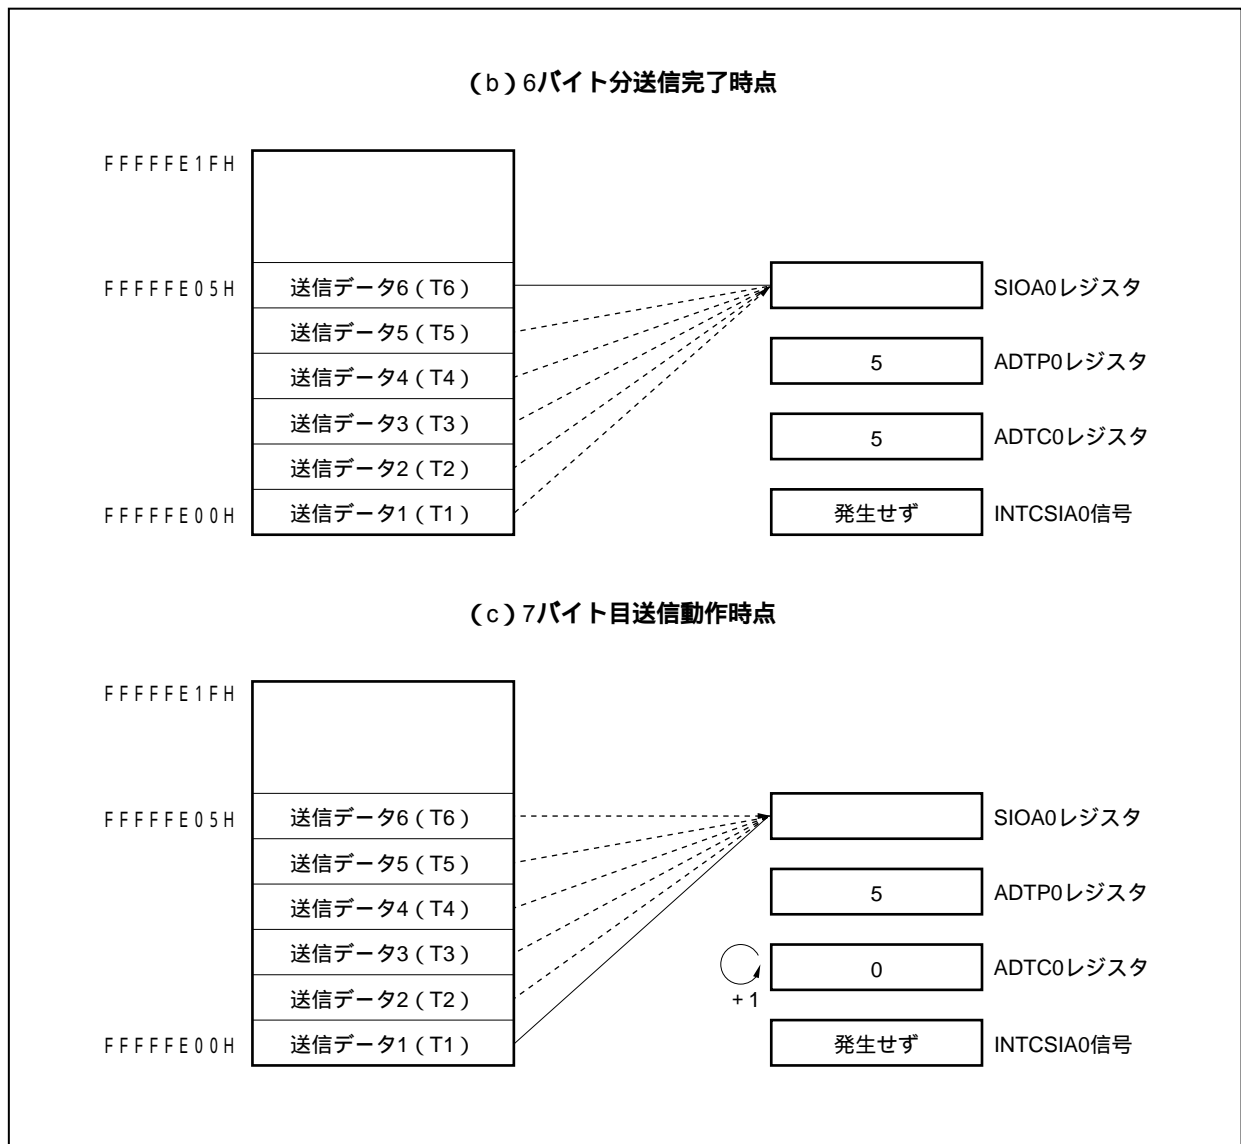 （b）6バイト分送信完了時点
FFFFFE1FH
FFFFFE05H 送信データ6（T6） SIOA0レジスタ
送信データ5（T5）
送信データ4（T4） 5 ADTP0レジスタ
送信データ3（T3） 5 ADTC0レジスタ
送信データ2（T2）
FFFFFE00H 送信データ1（T1） 発生せず INTCSIA0信号
（c）7バイト目送信動作時点
FFFFFE1FH
FFFFFE05H 送信データ6（T6） SIOA0レジスタ
送信データ5（T5）
送信データ4（T4） 5 ADTP0レジスタ
送信データ3（T3） 0 ADTC0レジスタ
送信データ2（T2） +1
FFFFFE00H 送信データ1（T1） 発生せず INTCSIA0信号